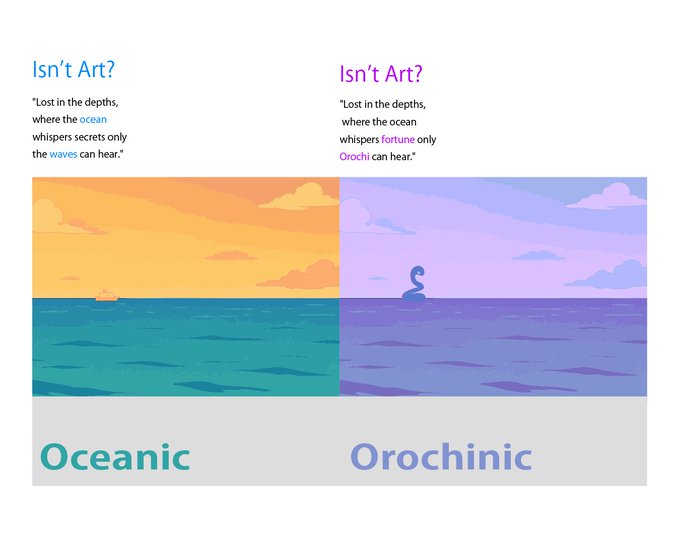 Isn't Art?
"Lost in the depths,
where the ocean
whispers secrets only
the waves can hear."
Isn't Art?
"Lost in the depths,
where the ocean
whispers fortune only
Orochi can hear."
Oceanic
Orochinic